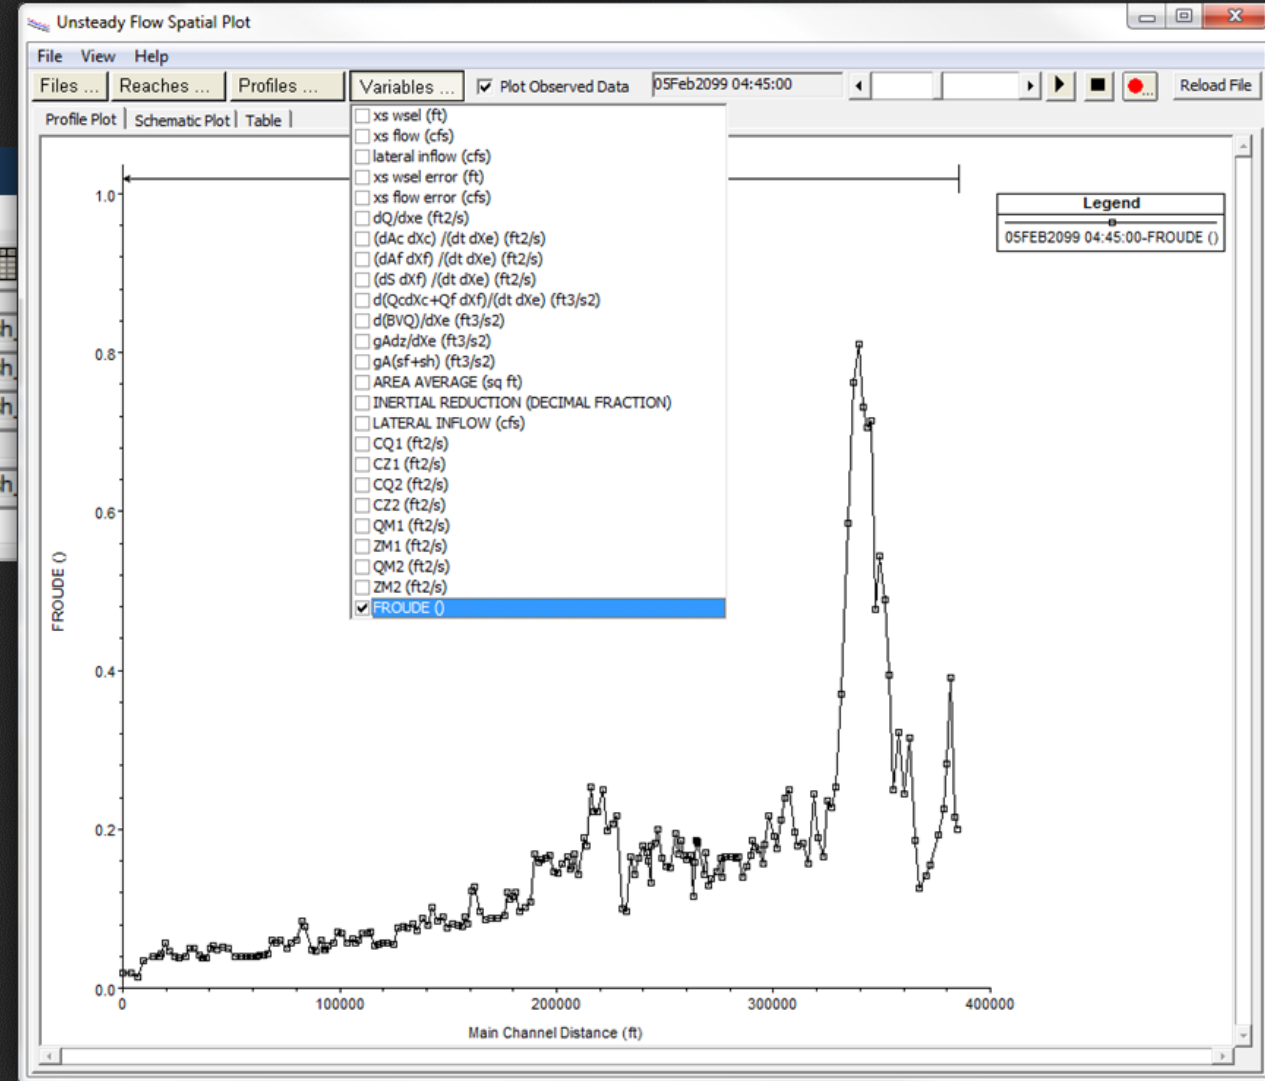 Unsteady Flow Spatial Plot
File View Help
Files ... Reaches ... Profiles ... Variables ... Plot Observed Data 05Feb2099 04:45:00 Reload File
Profile Plot Schematic Plot Table
xs wsel (ft)
xs flow (cfs)
lateral inflow (cfs)
xs wsel error (ft)
xs flow error (cfs)
dQ/dxe (ft2/s)
(dAc dXc) /(dt dXe) (ft2/s)
(dAf dXf) /(dt dXe) (ft2/s)
(dS dXf) /(dt dXe) (ft2/s)
d(QcdXc+Qf dXf)/(dt dXe) (ft3/s2)
d(BVQ)/dXe (ft3/s2)
gAdz/dXe (ft3/s2)
gA(sf+sh) (ft3/s2)
AREA AVERAGE (sq ft)
INERTIAL REDUCTION (DECIMAL FRACTION)
LATERAL INFLOW (cfs)
CQ1 (ft2/s)
CZ1 (ft2/s)
CQ2 (ft2/s)
CZ2 (ft2/s)
QM1 (ft2/s)
ZM1 (ft2/s)
QM2 (ft2/s)
ZM2 (ft2/s)
FROUDE ()
Legend
05FEB2099 04:45:00-FROUDE ()
1.0
0.8
0.6
0.4
0.2
0.0
FROUDE ()
0 100000 200000 300000 400000
Main Channel Distance (ft)